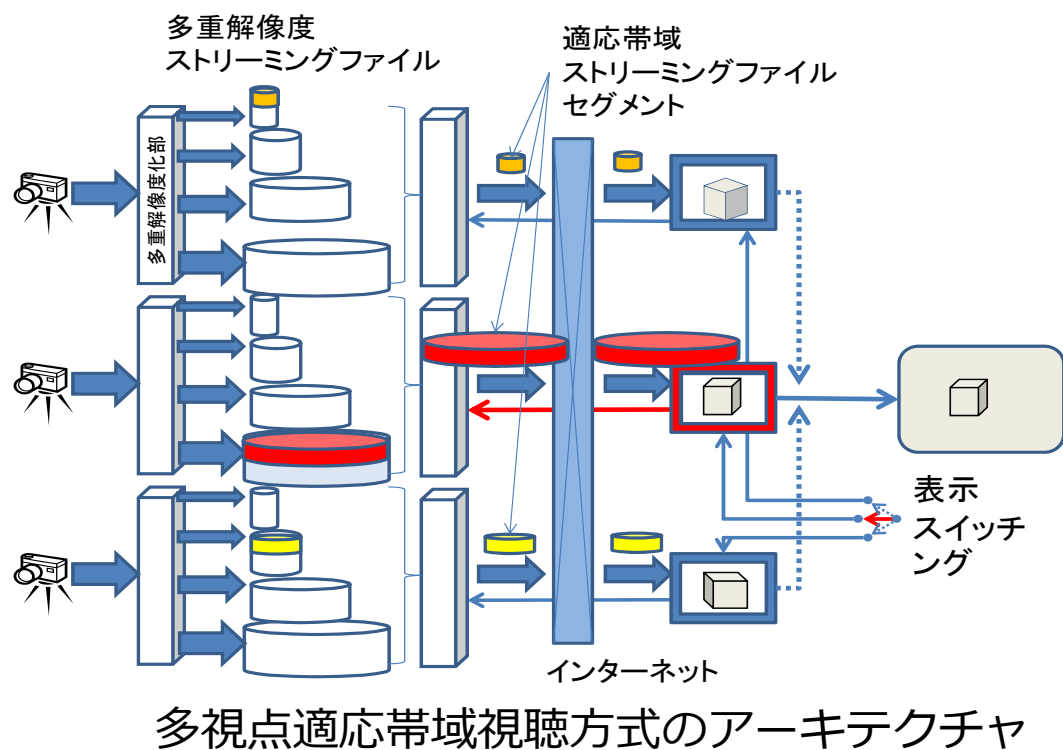 多重解像度
ストリーミングファイル
適応帯域
ストリーミングファイル
セグメント
多重解像度化部
表示
スイッチ
ング
インターネット
多視点適応帯域視聴方式のアーキテクチャ